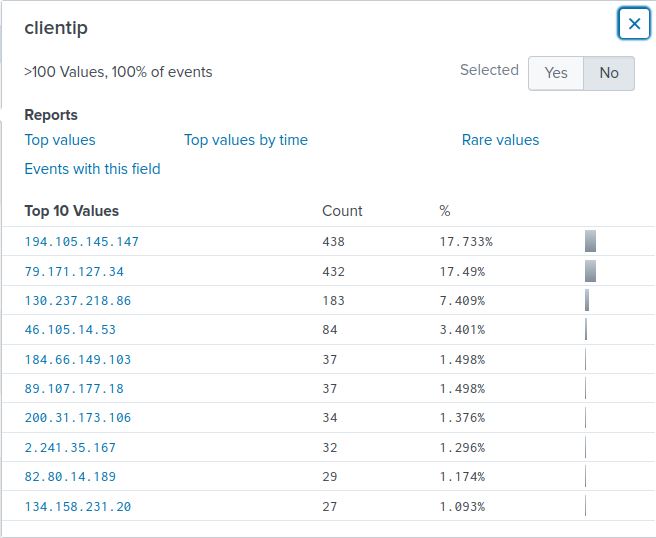 clientip
>100 Values, 100% of events
Selected Yes No
Reports
Top values Top values by time Rare values
Events with this field
Top 10 Values Count %
194.105.145.147 438 17.733%
79.171.127.34 432 17.49%
130.237.218.86 183 7.409%
46.105.14.53 84 3.401%
184.66.149.103 37 1.498%
89.107.177.18 37 1.498%
200.31.173.106 34 1.376%
2.241.35.167 32 1.296%
82.80.14.189 29 1.174%
134.158.231.20 27 1.093%